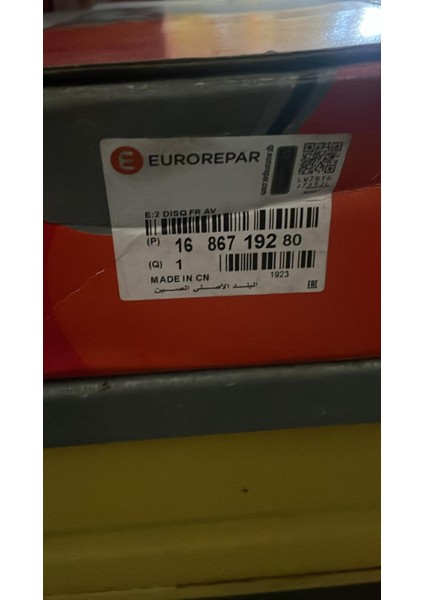 EUROREPAR
E:2 DISQ FR AV
(P) 16 867 192 80
(Q) 1
1923
MADE IN CN
البلد الأصلي الصين
EAC